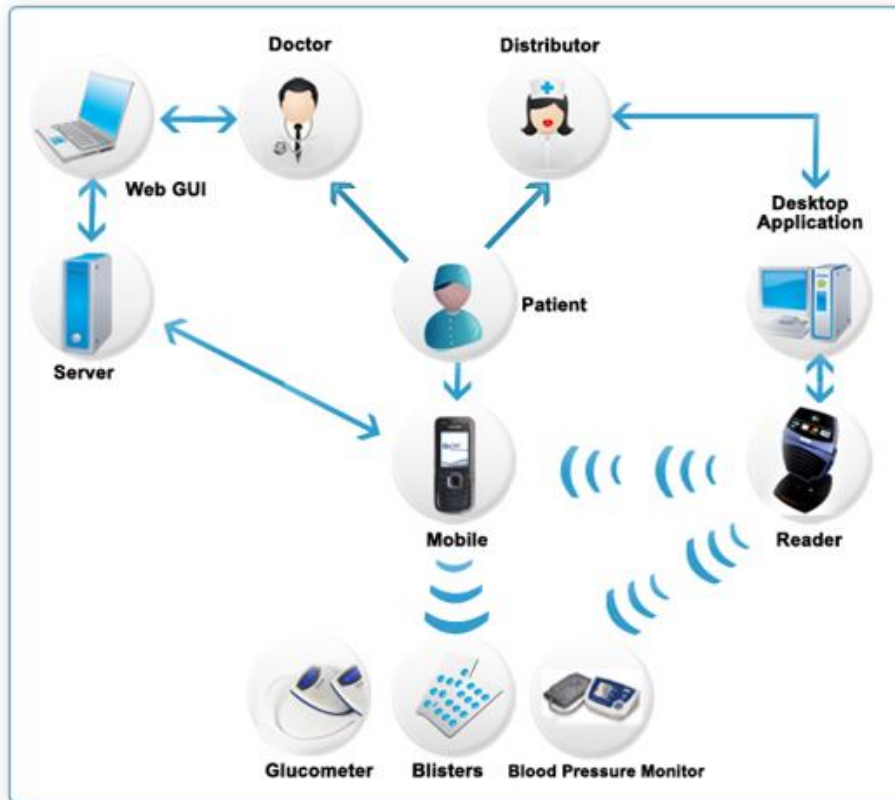 Doctor
Distributor
Web GUI
Desktop
Application
Patient
Server
Mobile
Reader
Glucometer
Blisters
Blood Pressure Monitor